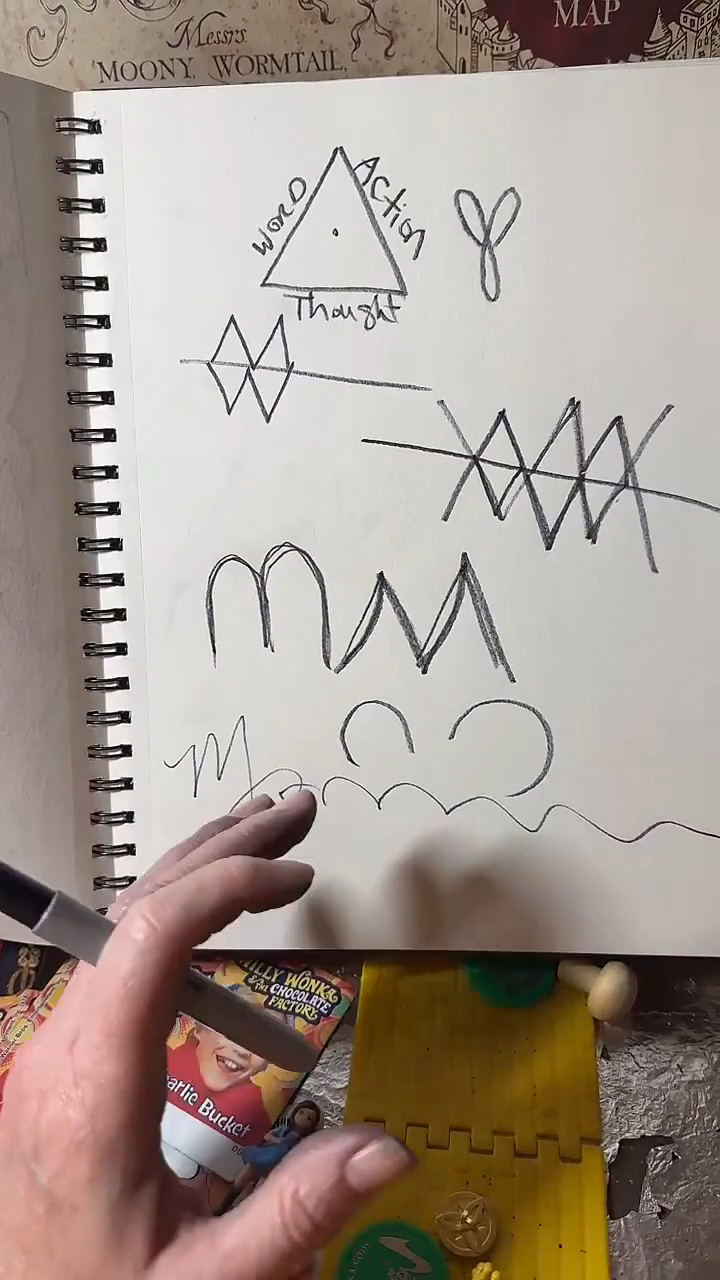 Messrs
MOONY, WORMTAIL,
MAP
WORD
Action
Thought
M M
M
WILLY WONKA
& THE CHOCOLATE
FACTORY
Charlie Bucket